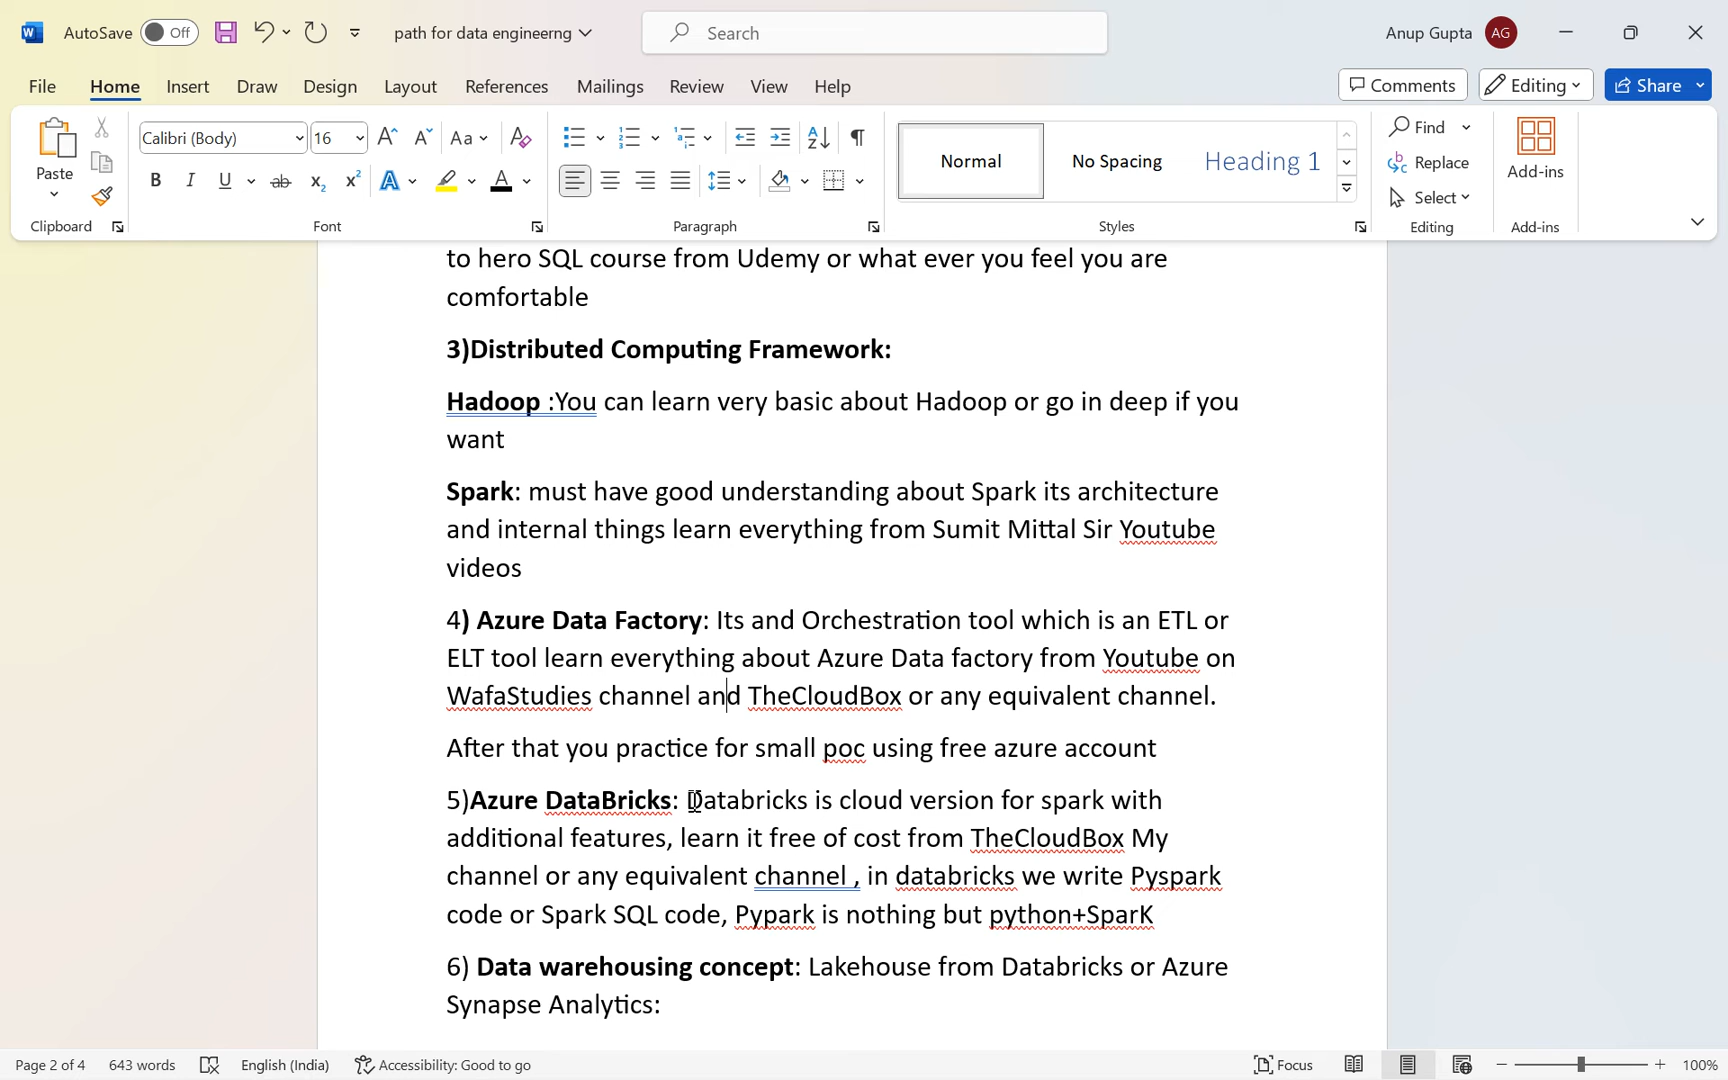 AutoSave Off path for data engineerng Search Anup Gupta AG
File Home Insert Draw Design Layout References Mailings Review View Help Comments Editing Share
Paste Calibri (Body) 16 Aa Normal No Spacing Heading 1 Find Replace Select Add-ins
Clipboard Font Paragraph Styles Editing Add-ins
to hero SQL course from Udemy or what ever you feel you are
comfortable
3)Distributed Computing Framework:
Hadoop :You can learn very basic about Hadoop or go in deep if you
want
Spark: must have good understanding about Spark its architecture
and internal things learn everything from Sumit Mittal Sir Youtube
videos
4) Azure Data Factory: Its and Orchestration tool which is an ETL or
ELT tool learn everything about Azure Data factory from Youtube on
WafaStudies channel and TheCloudBox or any equivalent channel.
After that you practice for small poc using free azure account
5)Azure DataBricks: Databricks is cloud version for spark with
additional features, learn it free of cost from TheCloudBox My
channel or any equivalent channel , in databricks we write Pyspark
code or Spark SQL code, Pypark is nothing but python+SparK
6) Data warehousing concept: Lakehouse from Databricks or Azure
Synapse Analytics:
Page 2 of 4 643 words English (India) Accessibility: Good to go Focus 100%